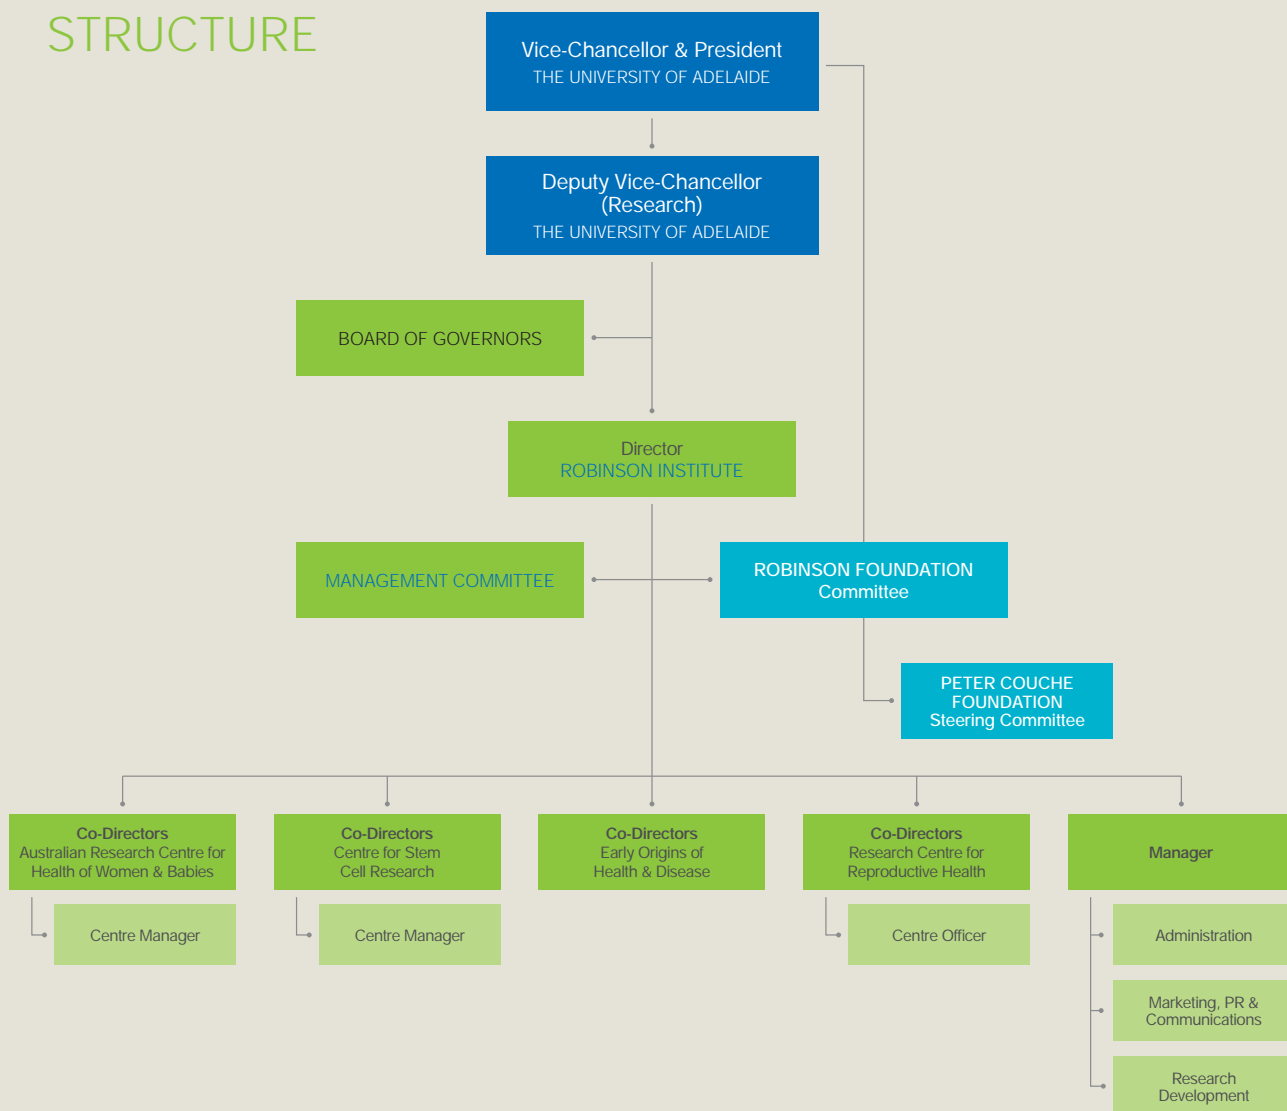 STRUCTURE
Vice-Chancellor & President
THE UNIVERSITY OF ADELAIDE
Deputy Vice-Chancellor
(Research)
THE UNIVERSITY OF ADELAIDE
BOARD OF GOVERNORS
Director
ROBINSON INSTITUTE
MANAGEMENT COMMITTEE
ROBINSON FOUNDATION
Committee
PETER COUCHE
FOUNDATION
Steering Committee
Co-Directors
Australian Research Centre for
Health of Women & Babies
Centre Manager
Co-Directors
Centre for Stem
Cell Research
Centre Manager
Co-Directors
Early Origins of
Health & Disease
Co-Directors
Research Centre for
Reproductive Health
Centre Officer
Manager
Administration
Marketing, PR &
Communications
Research
Development